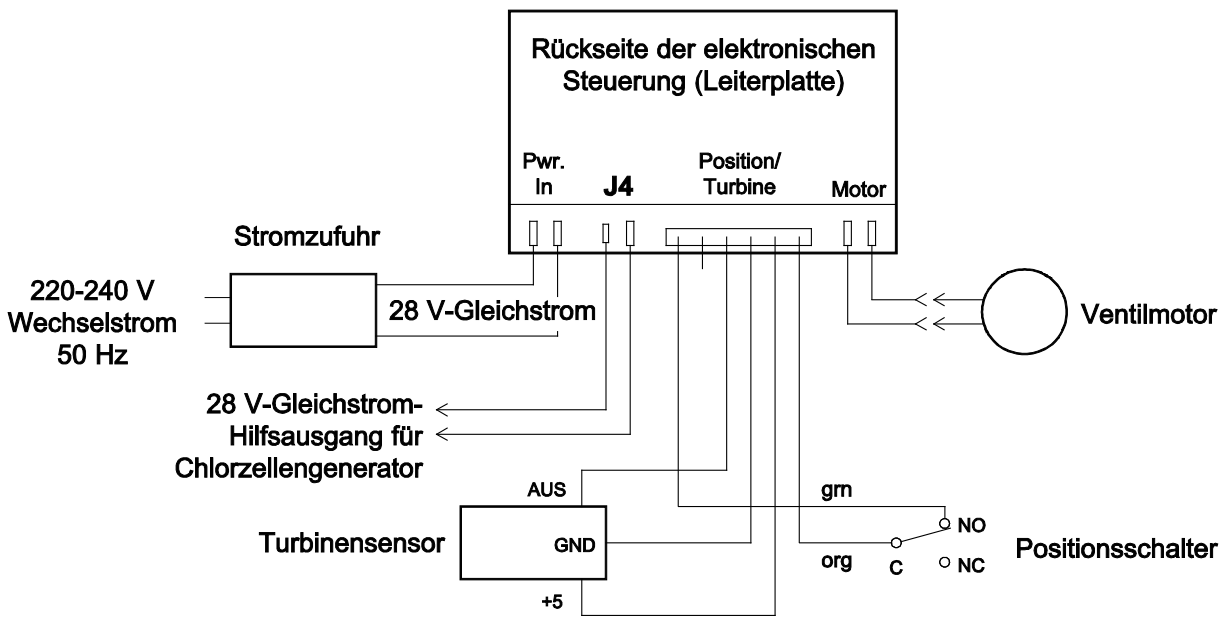 Rückseite der elektronischen
Steuerung (Leiterplatte)
Pwr.
In
J4
Position/
Turbine
Motor
Stromzufuhr
220-240 V
Wechselstrom
50 Hz
28 V-Gleichstrom
Ventilmotor
28 V-Gleichstrom-
Hilfsausgang für
Chlorzellengenerator
AUS
GND
+5
Turbinensensor
grn
org
NO
C
NC
Positionsschalter